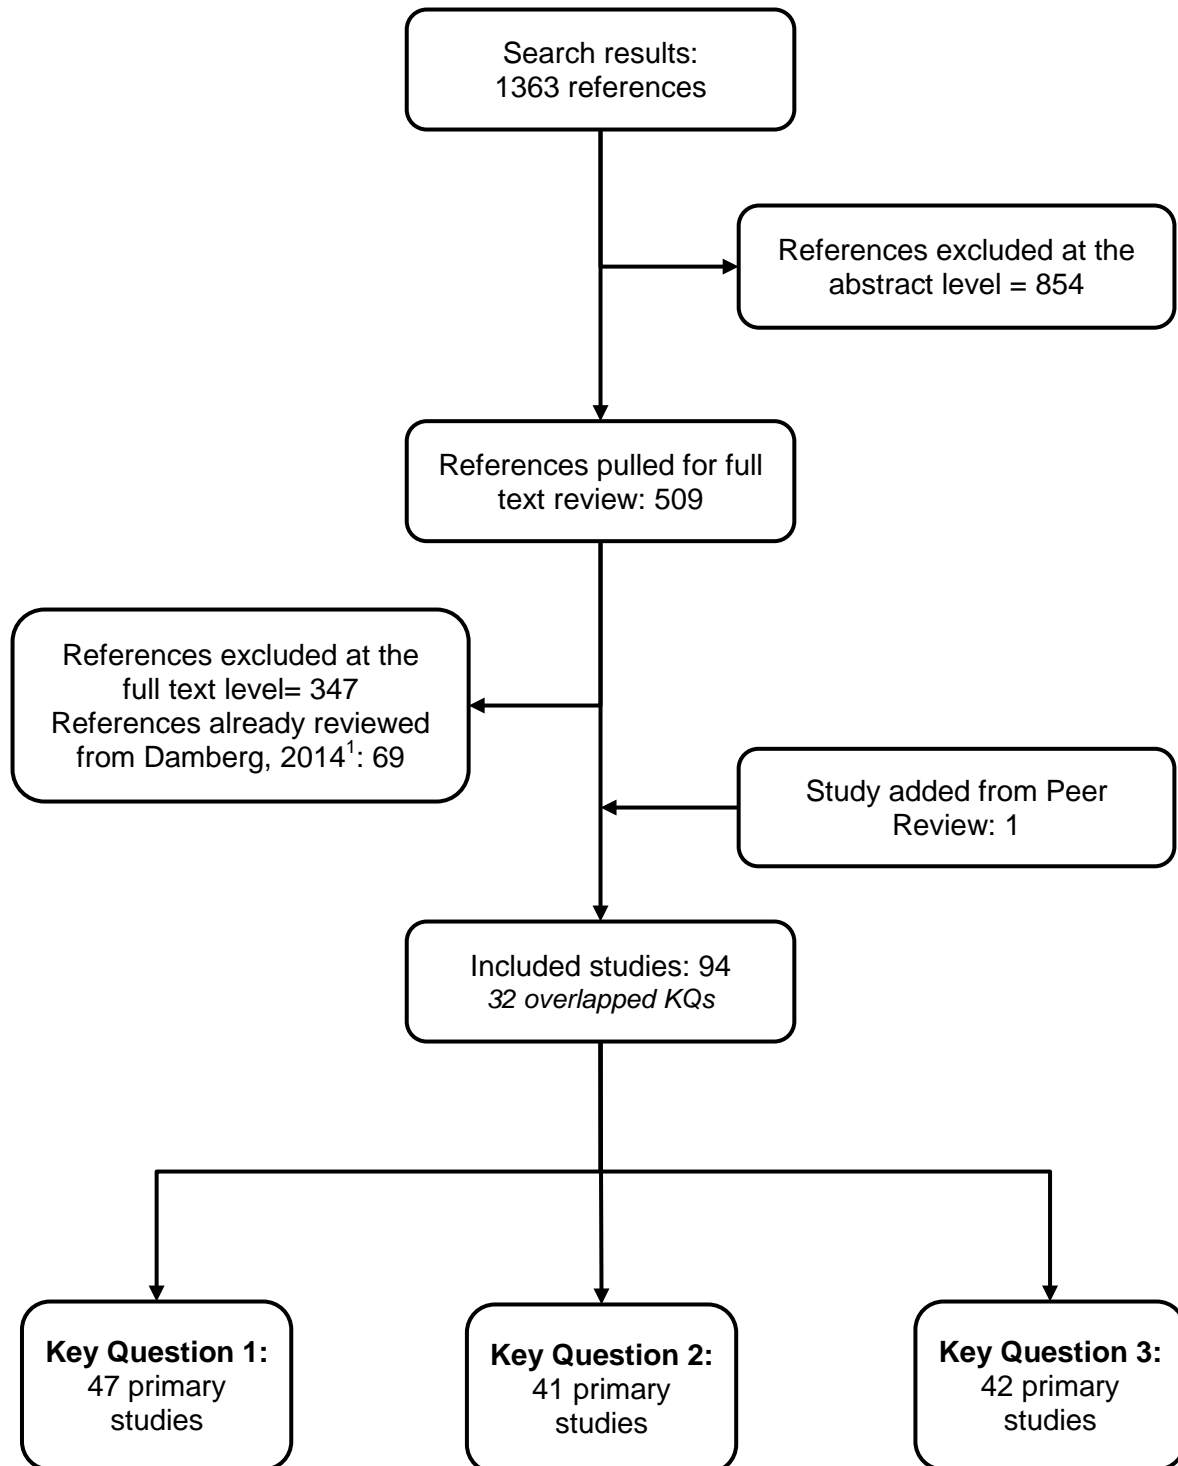 Search results:
1363 references
References excluded at the
abstract level = 854
References pulled for full
text review: 509
References excluded at the
full text level= 347
References already reviewed
from Damberg, 2014¹: 69
Study added from Peer
Review: 1
Included studies: 94
32 overlapped KQs
Key Question 1:
47 primary
studies
Key Question 2:
41 primary
studies
Key Question 3:
42 primary
studies